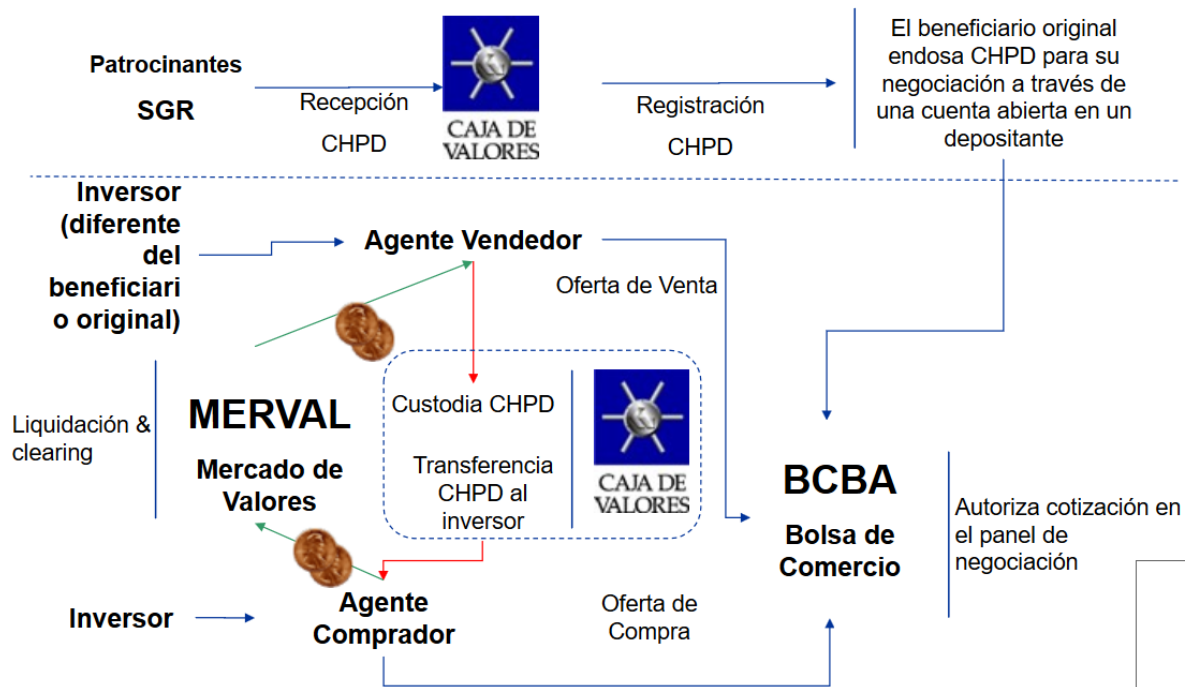 Patrocinantes
SGR
Recepción
CHPD
CAJA DE
VALORES
Registración
CHPD
El beneficiario original
endosa CHPD para su
negociación a través de
una cuenta abierta en un
depositante
Inversor
(diferente
del
beneficiari
o original)
Agente Vendedor
Oferta de Venta
Liquidación &
clearing
MERVAL
Mercado de
Valores
Custodia CHPD
Transferencia
CHPD al
inversor
CAJA DE
VALORES
BCBA
Bolsa de
Comercio
Autoriza cotización en
el panel de
negociación
Inversor
Agente
Comprador
Oferta de
Compra